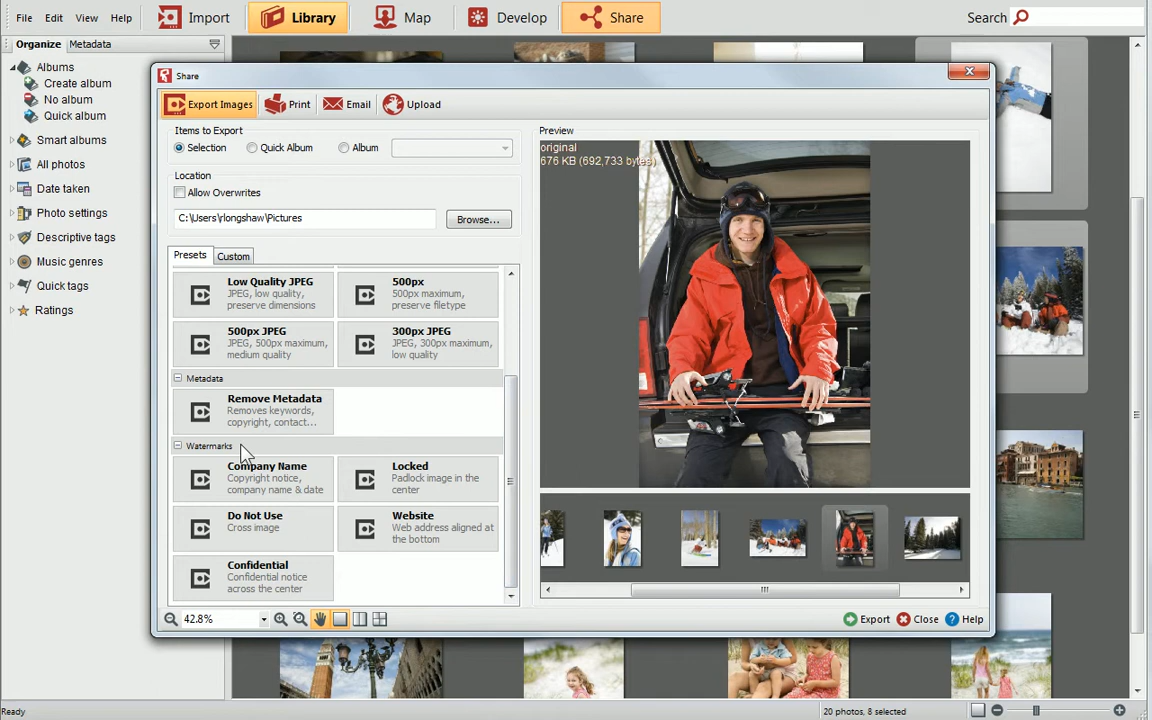 File Edit View Help Import Library Map Develop Share Search
Organize Metadata
Albums
Create album
No album
Quick album
Smart albums
All photos
Date taken
Photo settings
Descriptive tags
Music genres
Quick tags
Ratings
Share
Export Images Print Email Upload
Items to Export
Selection Quick Album Album
Location
Allow Overwrites
C:\Users\rlongshaw\Pictures Browse...
Presets Custom
Low Quality JPEG
JPEG, low quality,
preserve dimensions
500px
500px maximum,
preserve filetype
500px JPEG
JPEG, 500px maximum,
medium quality
300px JPEG
JPEG, 300px maximum,
low quality
Metadata
Remove Metadata
Removes keywords,
copyright, contact...
Watermarks
Company Name
Copyright notice,
company name & date
Locked
Padlock image in the
center
Do Not Use
Cross image
Website
Web address aligned at
the bottom
Confidential
Confidential notice
across the center
Preview
original
676 KB (692,733 bytes)
42.8%
Export Close Help
Ready
20 photos, 8 selected